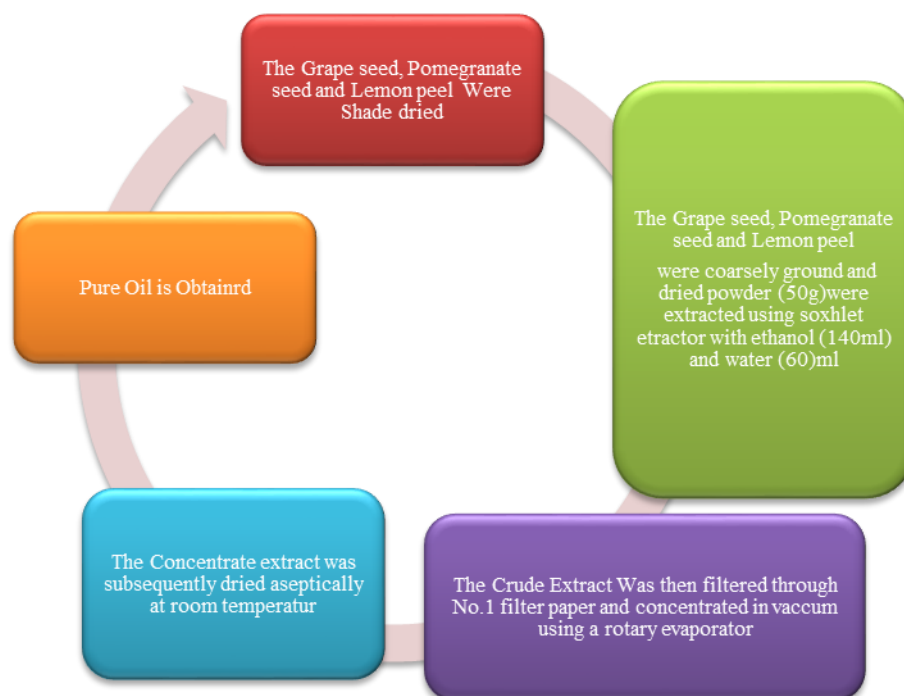 The Grape seed, Pomegranate
seed and Lemon peel Were
Shade dried
The Grape seed, Pomegranate
seed and Lemon peel
were coarsely ground and
dried powder (50g)were
extracted using soxhlet
etractor with ethanol (140ml)
and water (60)ml
The Crude Extract Was then filtered through
No.1 filter paper and concentrated in vaccum
using a rotary evaporator
The Concentrate extract was
subsequently dried aseptically
at room temperatur
Pure Oil is Obtainrd